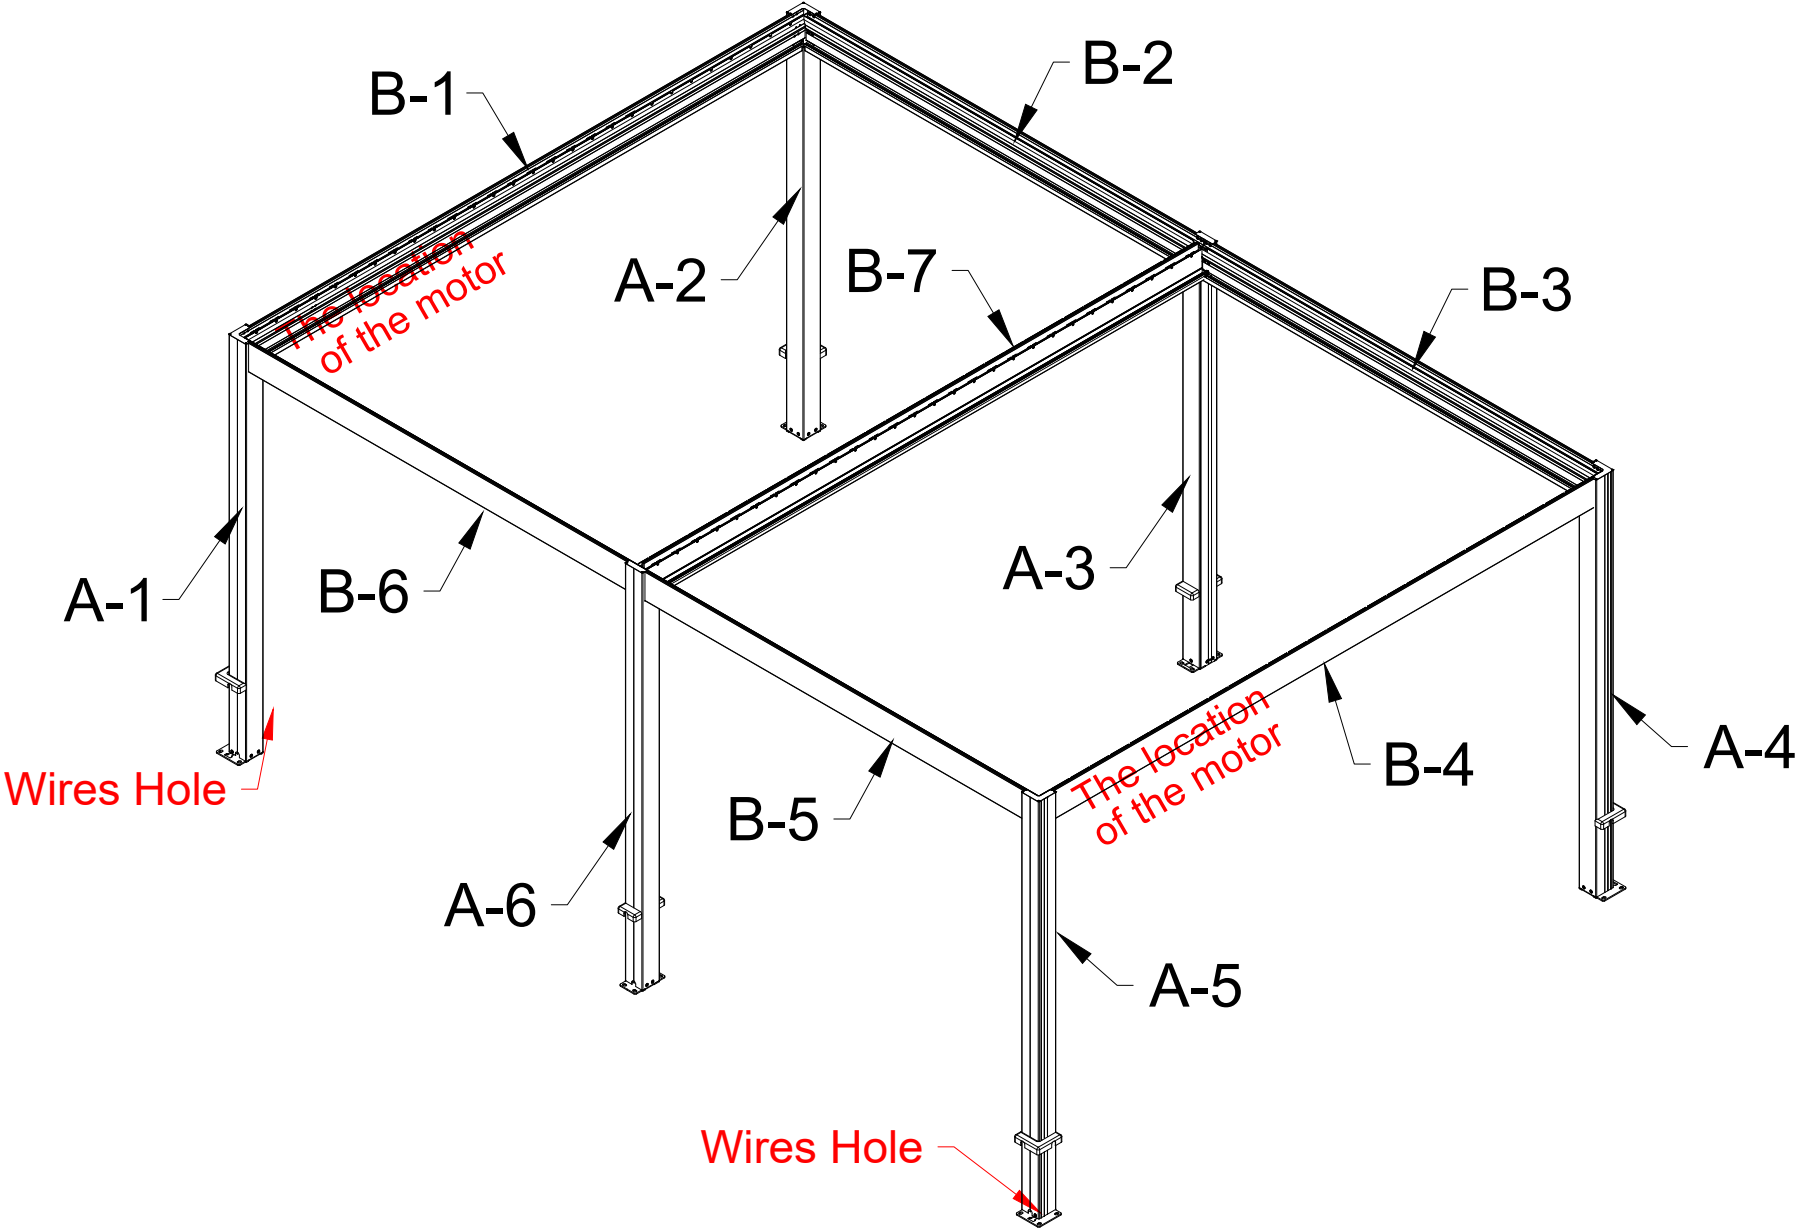 B-2
B-1
B-7
A-2
B-3
The location
of the motor
A-3
B-6
A-1
The location
of the motor
A-4
B-4
Wires Hole
B-5
A-6
A-5
Wires Hole